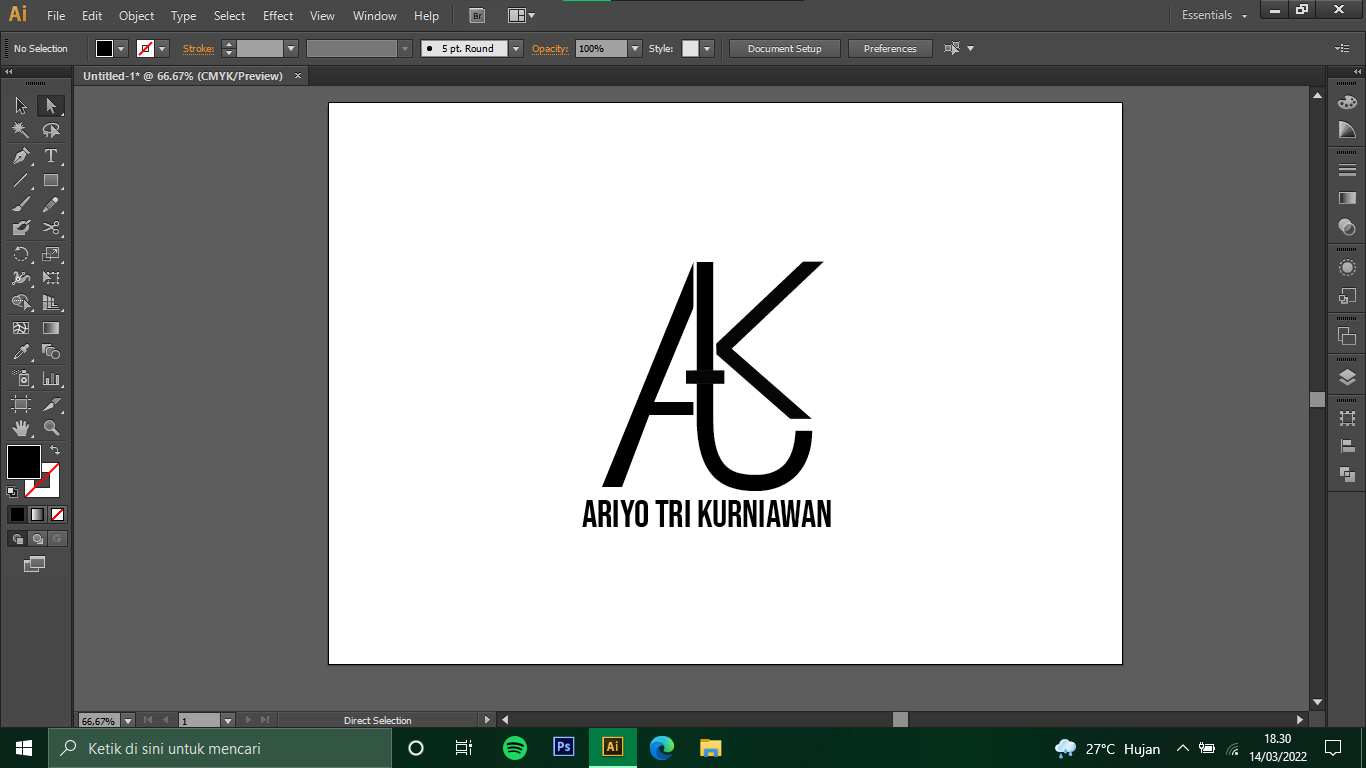 Ai File Edit Object Type Select Effect View Window Help Br Essentials
No Selection Stroke: 5 pt. Round Opacity: 100% Style: Document Setup Preferences
Untitled-1* @ 66.67% (CMYK/Preview) ×
T
AtK
ARIYO TRI KURNIAWAN
66,67% 1 Direct Selection
Ketik di sini untuk mencari Ps Ai 27°C Hujan 18.30
14/03/2022